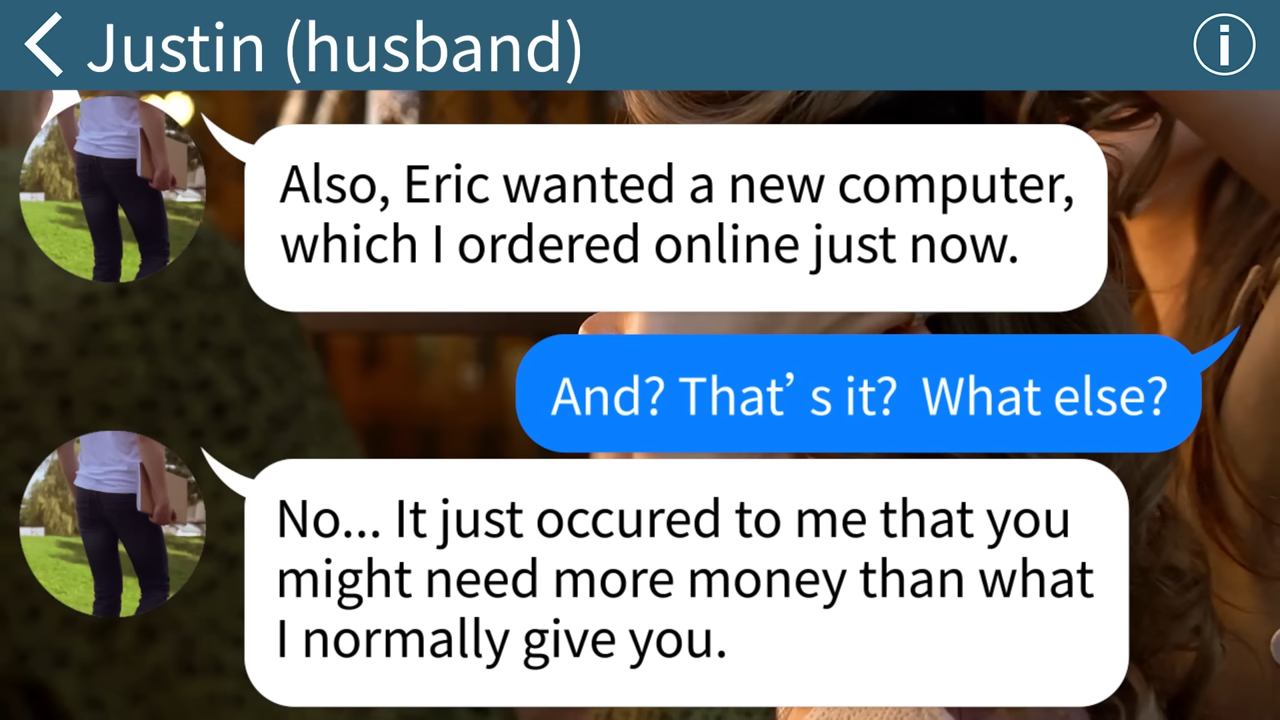 Justin (husband)
Also, Eric wanted a new computer,
which I ordered online just now.
And? That’s it?  What else?
No... It just occured to me that you
might need more money than what
I normally give you.